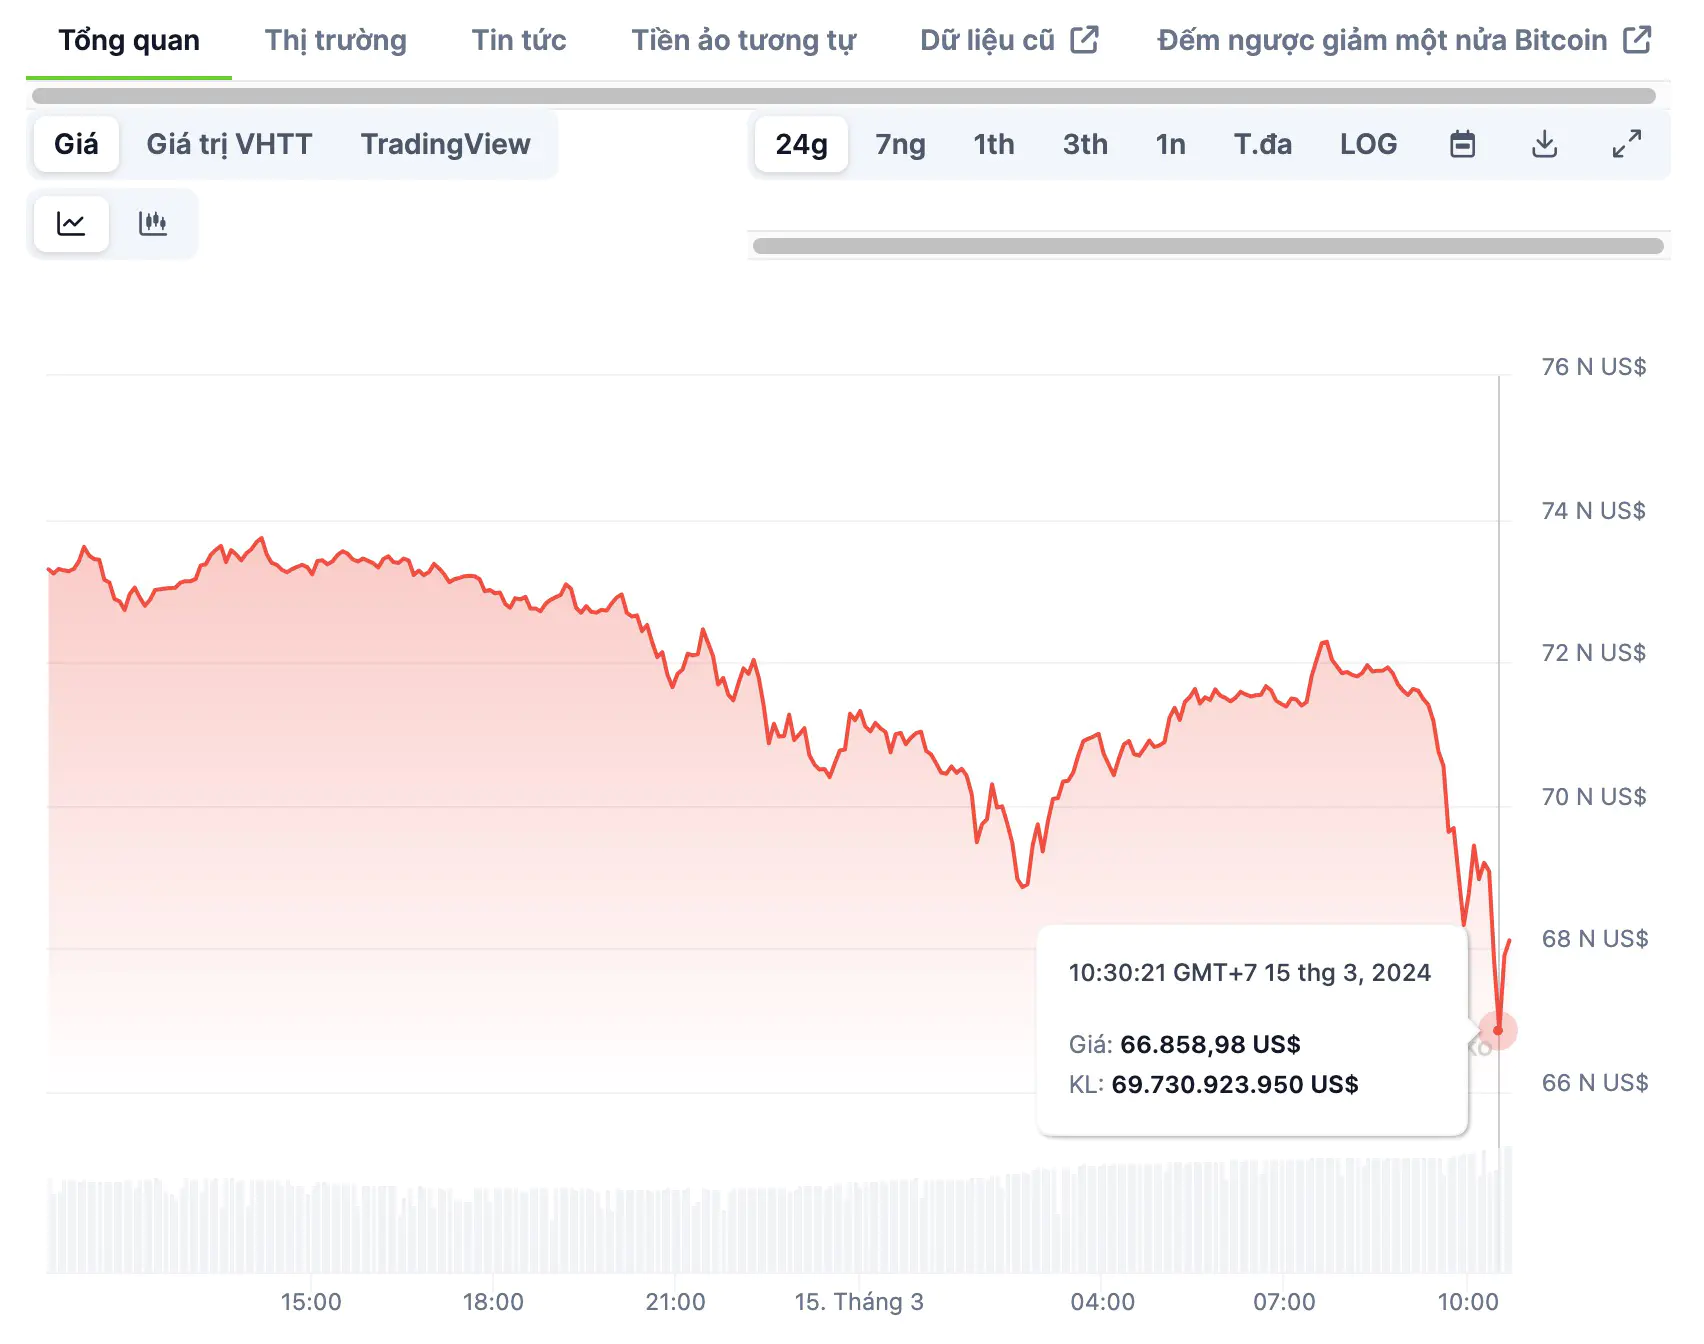 Tổng quan Thị trường Tin tức Tiền ảo tương tự Dữ liệu cũ Đếm ngược giảm một nửa Bitcoin
Giá Giá trị VHTT TradingView 24g 7ng 1th 3th 1n T.đa LOG
76 N US$
74 N US$
72 N US$
70 N US$
68 N US$
66 N US$
10:30:21 GMT+7 15 thg 3, 2024
Giá: 66.858,98 US$
KL: 69.730.923.950 US$
15:00 18:00 21:00 15. Tháng 3 04:00 07:00 10:00